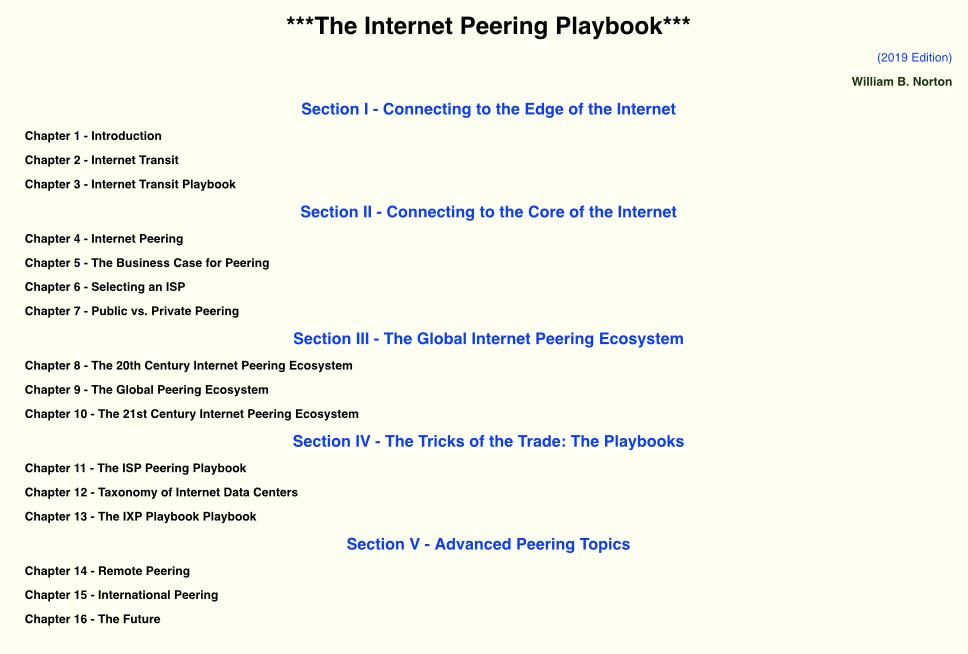 ***The Internet Peering Playbook***
(2019 Edition)
William B. Norton
Section I - Connecting to the Edge of the Internet
Chapter 1 - Introduction
Chapter 2 - Internet Transit
Chapter 3 - Internet Transit Playbook
Section II - Connecting to the Core of the Internet
Chapter 4 - Internet Peering
Chapter 5 - The Business Case for Peering
Chapter 6 - Selecting an ISP
Chapter 7 - Public vs. Private Peering
Section III - The Global Internet Peering Ecosystem
Chapter 8 - The 20th Century Internet Peering Ecosystem
Chapter 9 - The Global Peering Ecosystem
Chapter 10 - The 21st Century Internet Peering Ecosystem
Section IV - The Tricks of the Trade: The Playbooks
Chapter 11 - The ISP Peering Playbook
Chapter 12 - Taxonomy of Internet Data Centers
Chapter 13 - The IXP Playbook Playbook
Section V - Advanced Peering Topics
Chapter 14 - Remote Peering
Chapter 15 - International Peering
Chapter 16 - The Future